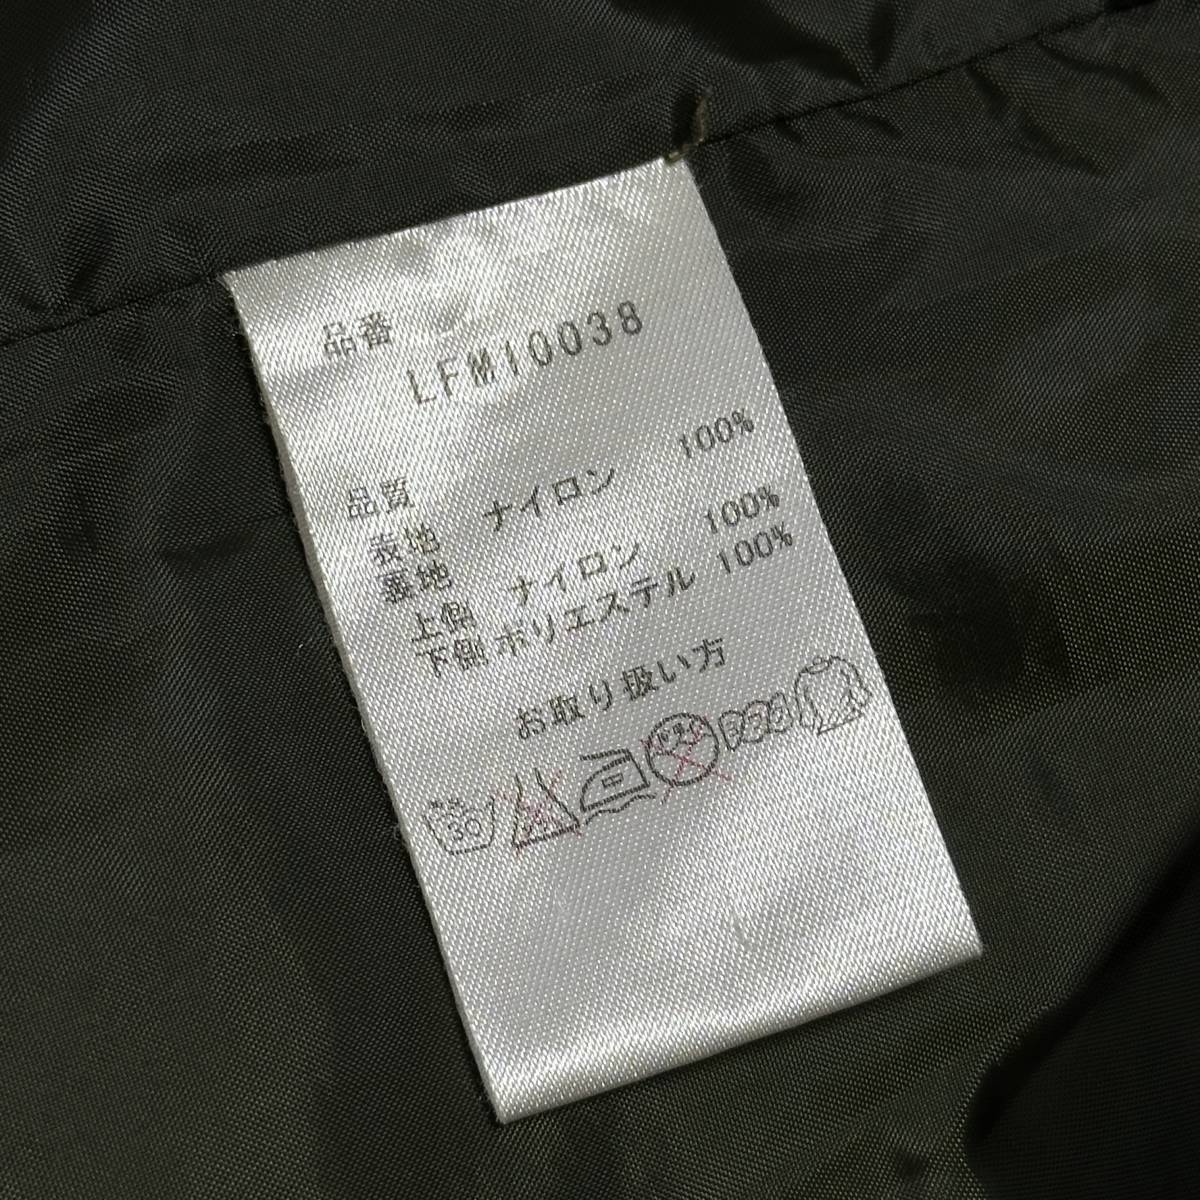 品番
LFM10038
品質
表地 ナイロン 100%
裏地
上側 ナイロン 100%
下側 ポリエステル 100%
お取り扱い方
30